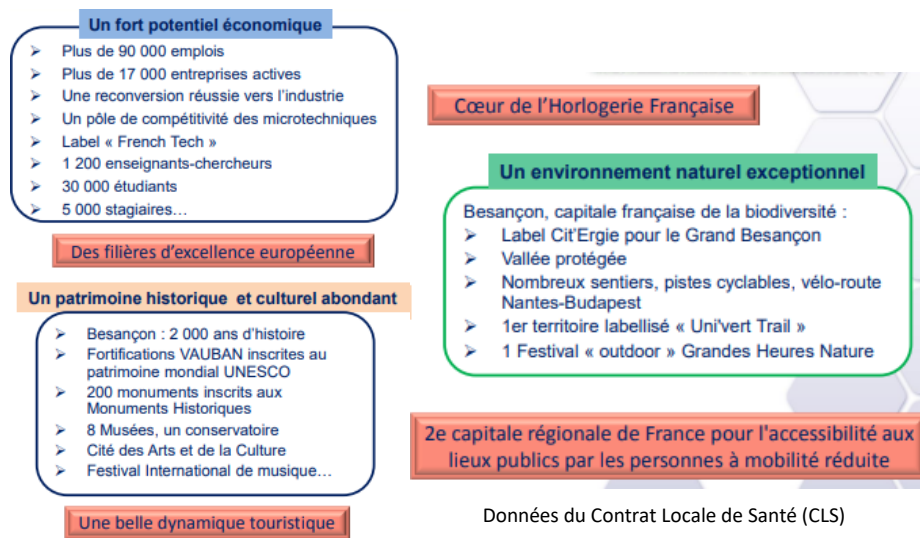 Un fort potentiel économique
➢ Plus de 90 000 emplois
➢ Plus de 17 000 entreprises actives
➢ Une reconversion réussie vers l'industrie
➢ Un pôle de compétitivité des microtechniques
➢ Label « French Tech »
➢ 1 200 enseignants-chercheurs
➢ 30 000 étudiants
➢ 5 000 stagiaires…
Des filières d'excellence européenne
Un patrimoine historique et culturel abondant
➢ Besançon : 2 000 ans d'histoire
➢ Fortifications VAUBAN inscrites au
patrimoine mondial UNESCO
➢ 200 monuments inscrits aux
Monuments Historiques
➢ 8 Musées, un conservatoire
➢ Cité des Arts et de la Culture
➢ Festival International de musique…
Une belle dynamique touristique
Cœur de l'Horlogerie Française
Un environnement naturel exceptionnel
Besançon, capitale française de la biodiversité :
➢ Label Cit'Ergie pour le Grand Besançon
➢ Vallée protégée
➢ Nombreux sentiers, pistes cyclables, vélo-route
Nantes-Budapest
➢ 1er territoire labellisé « Uni'vert Trail »
➢ 1 Festival « outdoor » Grandes Heures Nature
2e capitale régionale de France pour l'accessibilité aux
lieux publics par les personnes à mobilité réduite
Données du Contrat Locale de Santé (CLS)